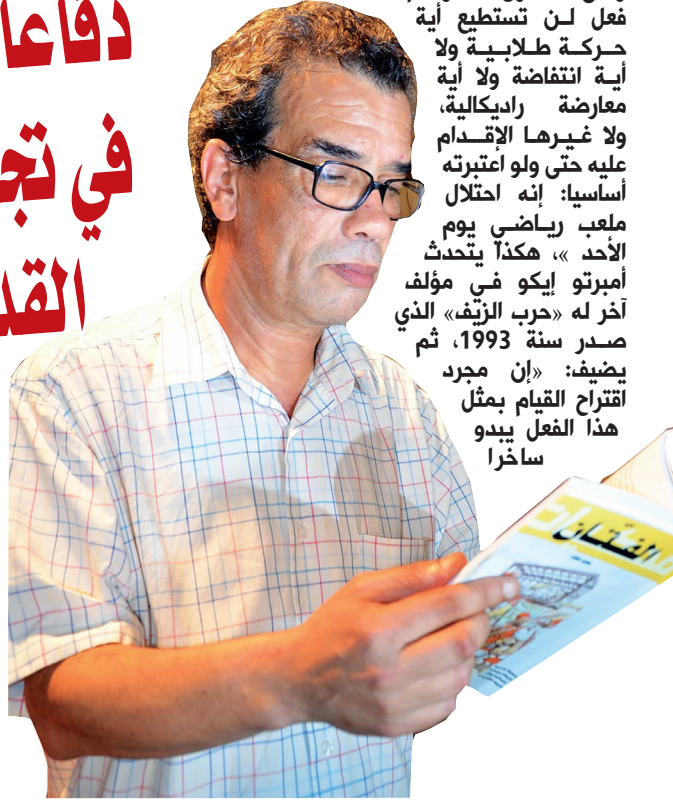 دفاعا
في تج
القد
فعل لن تستطيع أية
حركة طلابية ولا
أية انتفاضة ولا أية
معارضة راديكالية،
ولا غيرها الإقدام
عليه حتى ولو اعتبرته
أساسيا: إنه احتلال
ملعب رياضي يوم
الأحد »، هكذا يتحدث
أمبرتو إيكو في مؤلف
آخر له «حرب الزيف» الذي
صدر سنة 1993، ثم
يضيف: «إن مجرد
اقتراح القيام بمثل
هذا الفعل يبدو
ساخرا
الفتان